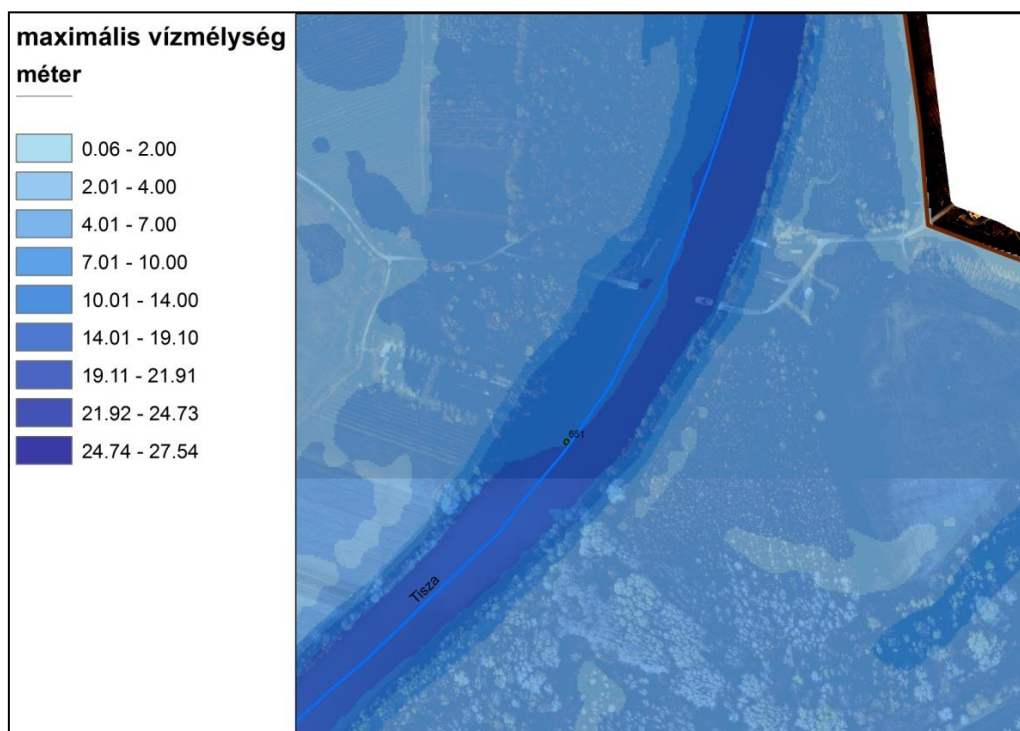 maximális vízmélység
méter
0.06 - 2.00
2.01 - 4.00
4.01 - 7.00
7.01 - 10.00
10.01 - 14.00
14.01 - 19.10
19.11 - 21.91
21.92 - 24.73
24.74 - 27.54
651
Tisza